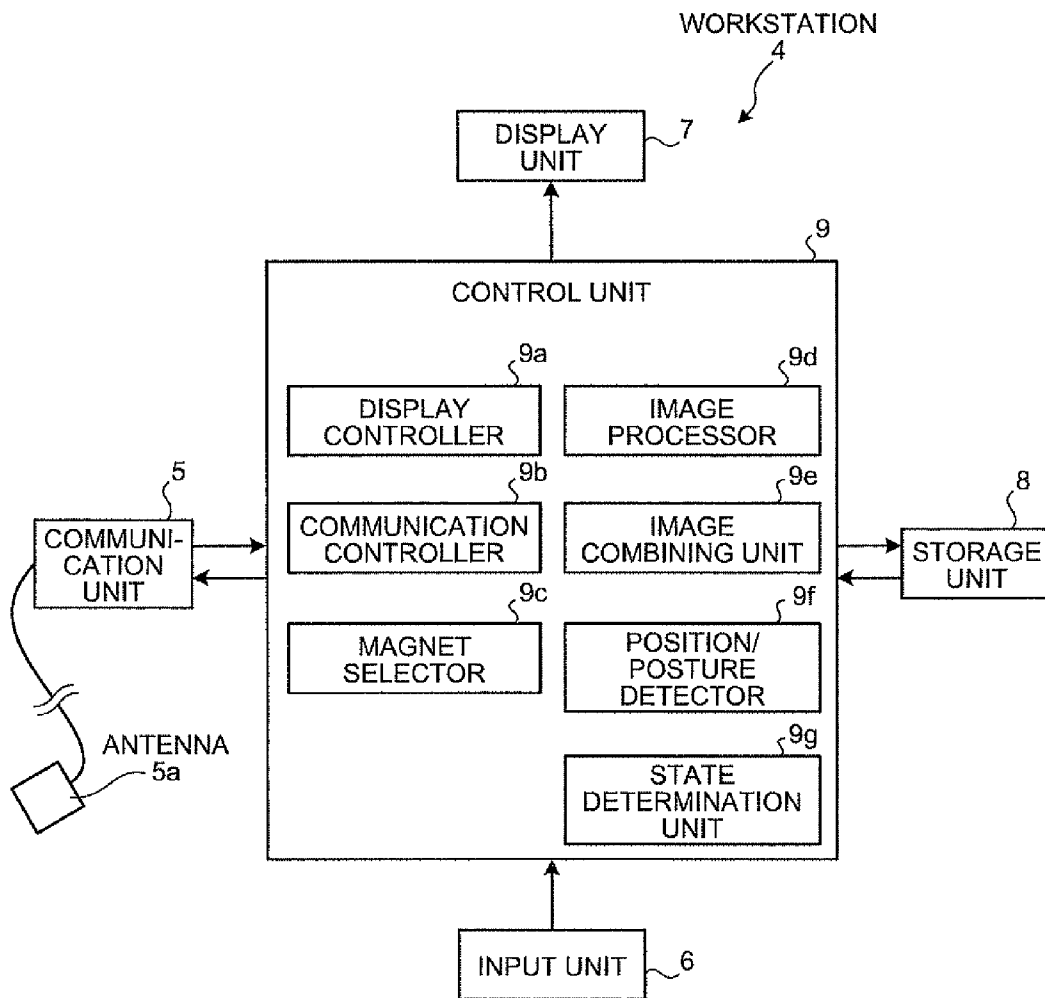 WORKSTATION
4
DISPLAY
UNIT
7
9
CONTROL UNIT
9a
DISPLAY
CONTROLLER
9d
IMAGE
PROCESSOR
5
COMMUNI-
CATION
UNIT
9b
COMMUNICATION
CONTROLLER
9e
IMAGE
COMBINING UNIT
8
STORAGE
UNIT
9c
MAGNET
SELECTOR
9f
POSITION/
POSTURE
DETECTOR
ANTENNA
5a
9g
STATE
DETERMINATION
UNIT
INPUT UNIT
6